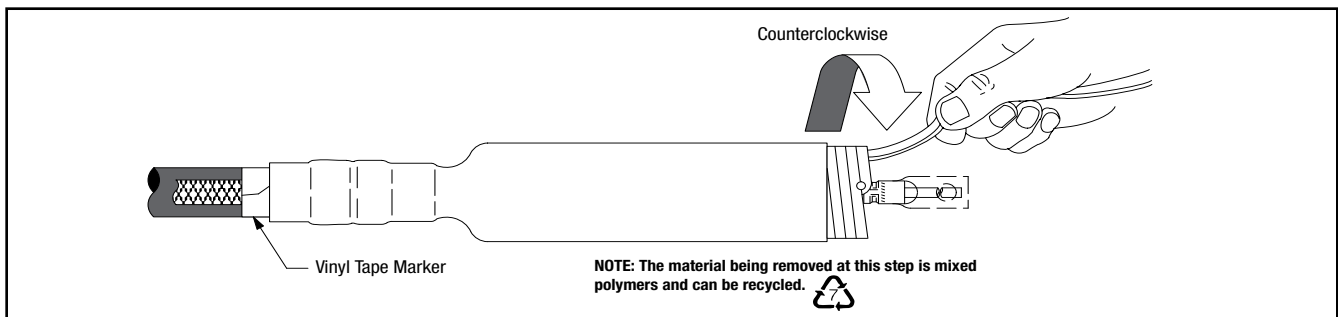 Counterclockwise
Vinyl Tape Marker
NOTE: The material being removed at this step is mixed
polymers and can be recycled.
7